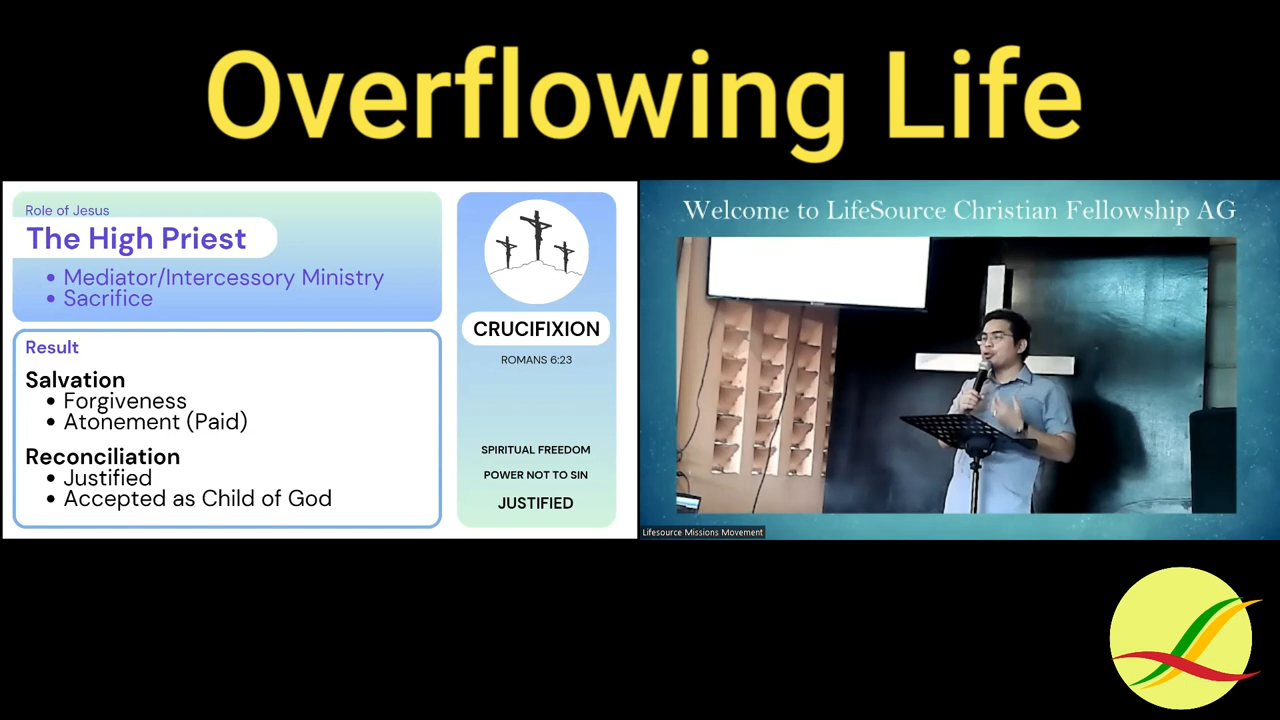 Overflowing Life
Role of Jesus
The High Priest
• Mediator/Intercessory Ministry
• Sacrifice
Result
Salvation
• Forgiveness
• Atonement (Paid)
Reconciliation
• Justified
• Accepted as Child of God
CRUCIFIXION
ROMANS 6:23
SPIRITUAL FREEDOM
POWER NOT TO SIN
JUSTIFIED
Welcome to LifeSource Christian Fellowship AG
Lifesource Missions Movement